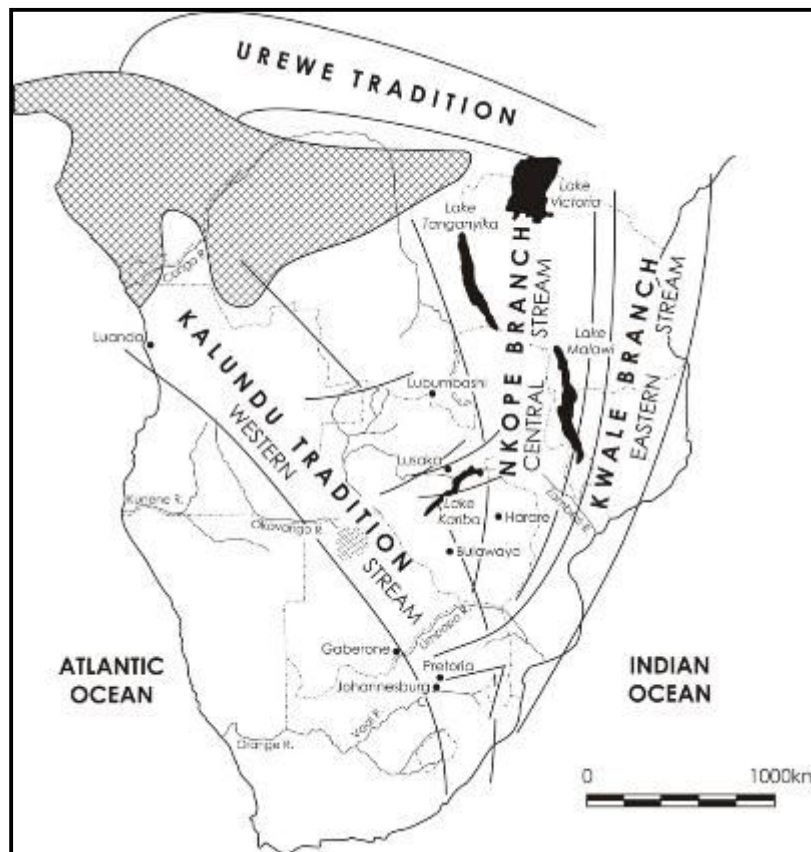 UREWE TRADITION
Lake
Victoria
Lake
Tanganyika
Congo R.
NKOPE BRANCH
CENTRAL STREAM
KWALE BRANCH
EASTERN STREAM
KALUNDU TRADITION
WESTERN STREAM
Luanda
Lake
Malawi
Lubumbashi
Lusaka
Lake
Kariba
Harare
Zambezi R.
Kunene R.
Okavango R.
Bulawayo
Limpopo R.
Gaberone
Pretoria
Johannesburg
ATLANTIC
OCEAN
INDIAN
OCEAN
Vaal R.
Orange R.
0 1000km